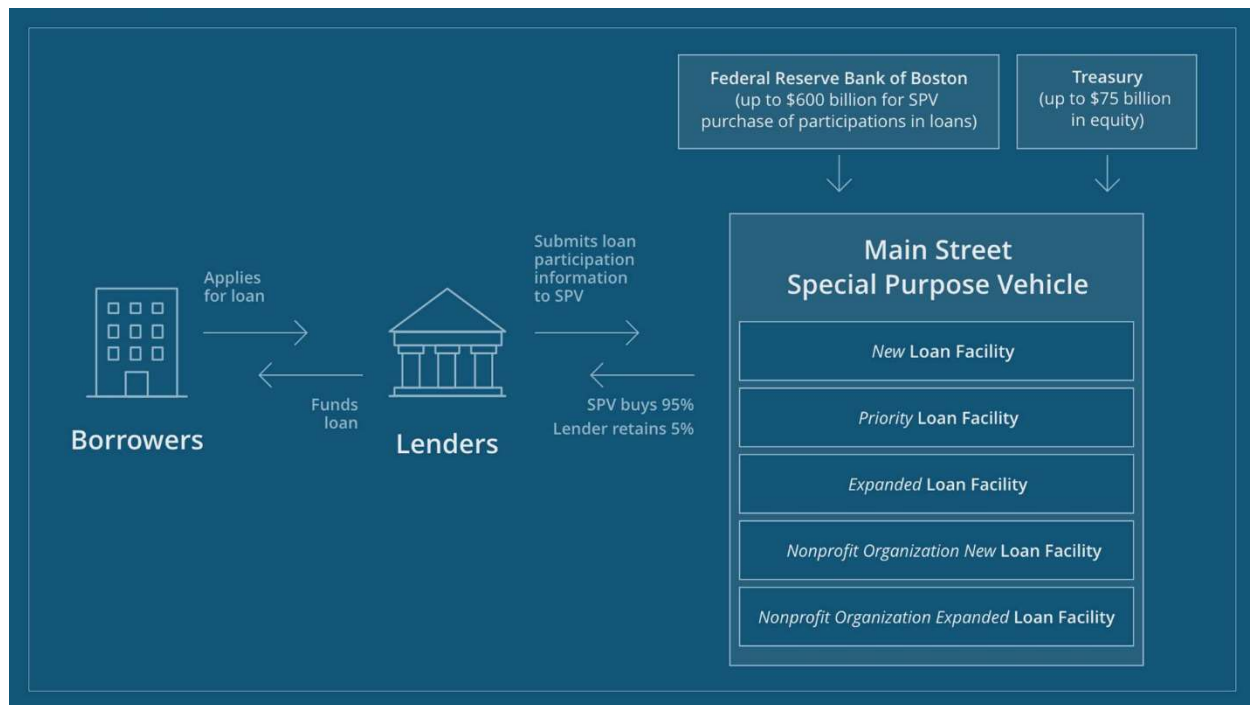 Federal Reserve Bank of Boston
(up to $600 billion for SPV
purchase of participations in loans)
Treasury
(up to $75 billion
in equity)
Applies
for loan
Funds
loan
Borrowers
Submits loan
participation
information
to SPV
SPV buys 95%
Lender retains 5%
Lenders
Main Street
Special Purpose Vehicle
New Loan Facility
Priority Loan Facility
Expanded Loan Facility
Nonprofit Organization New Loan Facility
Nonprofit Organization Expanded Loan Facility